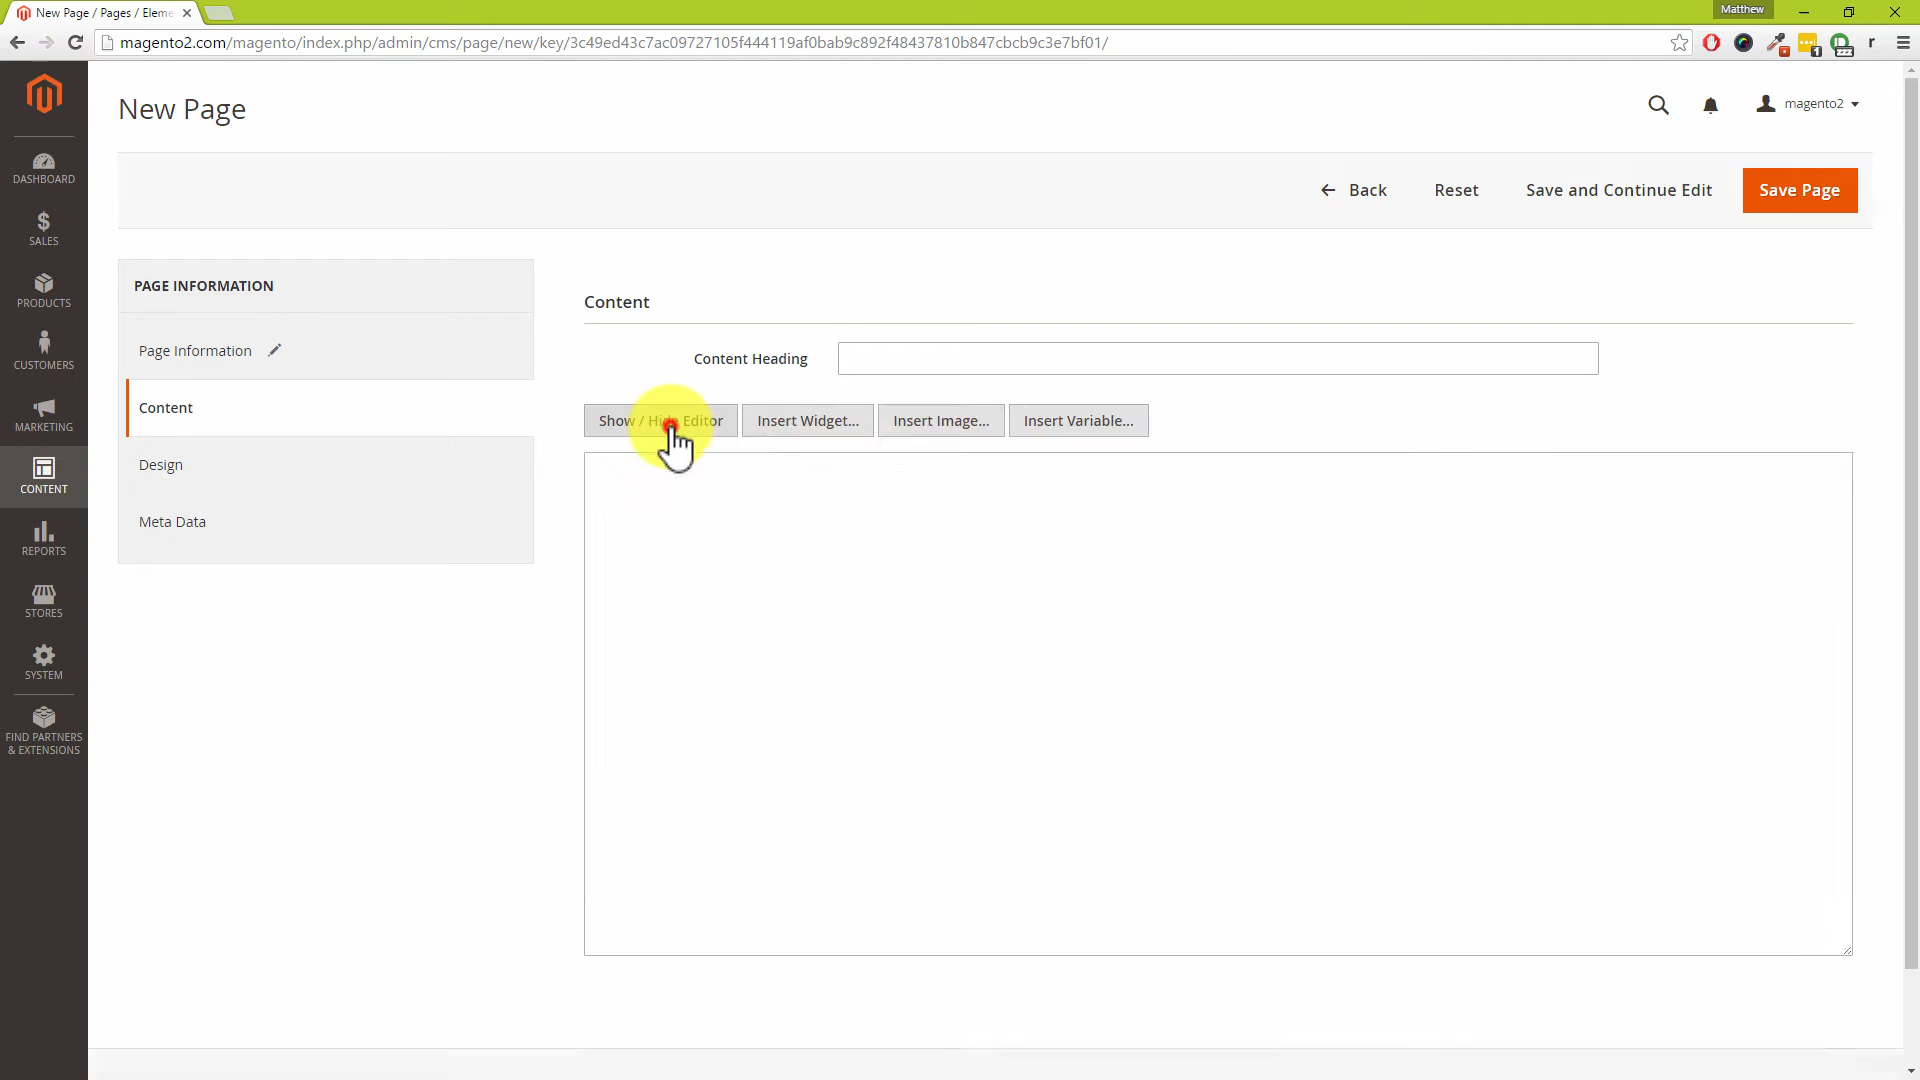 New Page / Pages / Eleme
Matthew
magento2.com/magento/index.php/admin/cms/page/new/key/3c49ed43c7ac09727105f444119af0bab9c892f48437810b847cbcb9c3e7bf01/
New Page
magento2
Back
Reset
Save and Continue Edit
Save Page
DASHBOARD
SALES
PRODUCTS
CUSTOMERS
MARKETING
CONTENT
REPORTS
STORES
SYSTEM
FIND PARTNERS
& EXTENSIONS
PAGE INFORMATION
Page Information
Content
Design
Meta Data
Content
Content Heading
Show / Hide Editor
Insert Widget...
Insert Image...
Insert Variable...